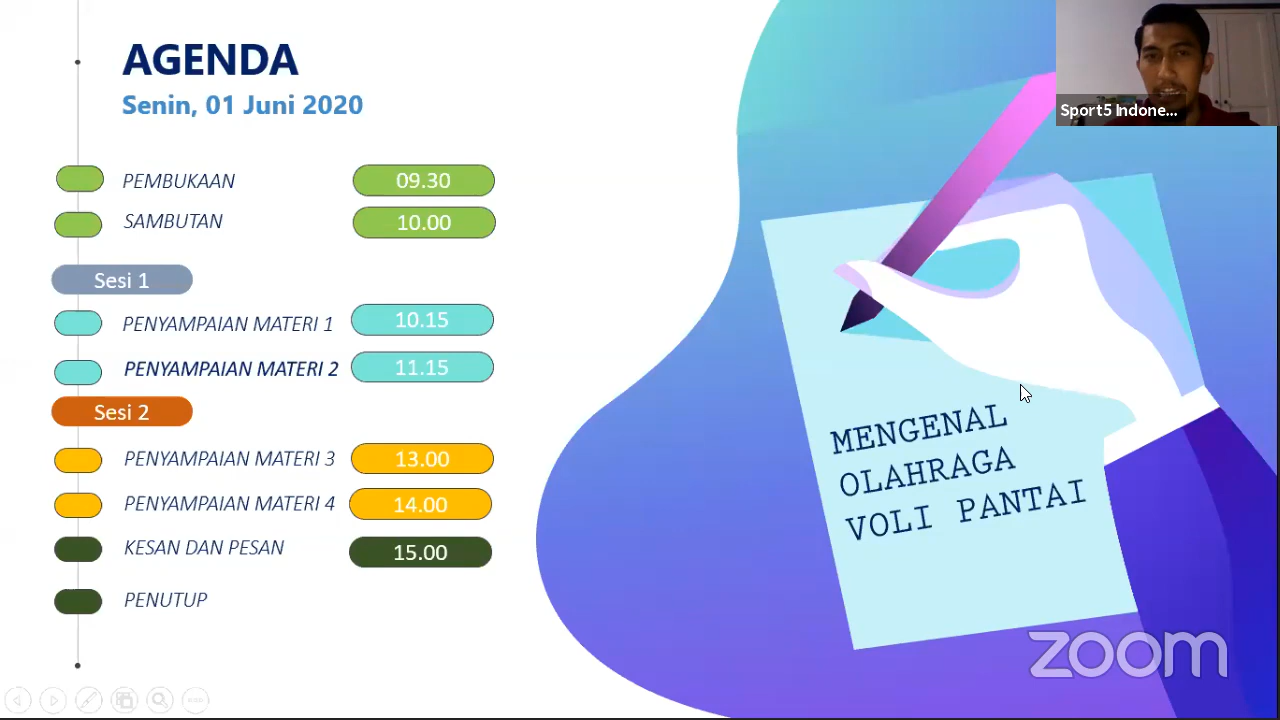 AGENDA
Senin, 01 Juni 2020
PEMBUKAAN 09.30
SAMBUTAN 10.00
Sesi 1
PENYAMPAIAN MATERI 1 10.15
PENYAMPAIAN MATERI 2 11.15
Sesi 2
PENYAMPAIAN MATERI 3 13.00
PENYAMPAIAN MATERI 4 14.00
KESAN DAN PESAN 15.00
PENUTUP
MENGENAL
OLAHRAGA
VOLI PANTAI
Sport5 Indone...
zoom